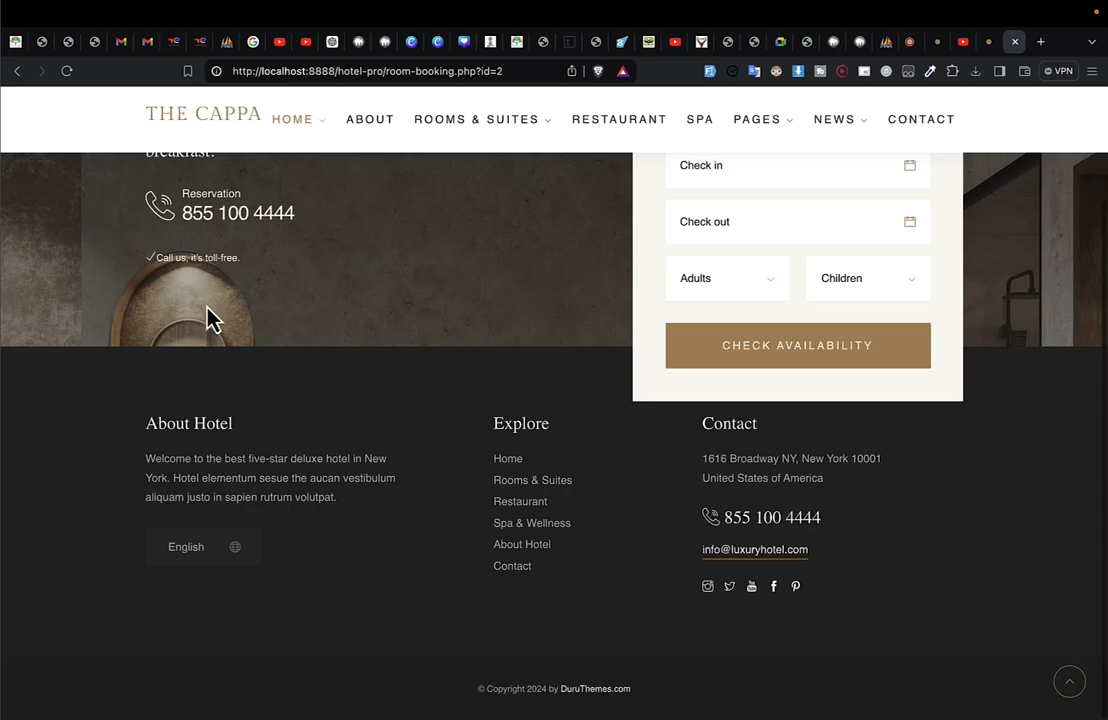 http://localhost:8888/hotel-pro/room-booking.php?id=2
VPN
THE CAPPA
HOME
ABOUT
ROOMS & SUITES
RESTAURANT
SPA
PAGES
NEWS
CONTACT
breakfast.
Reservation
855 100 4444
Call us, it's toll-free.
Check in
Check out
Adults
Children
CHECK AVAILABILITY
About Hotel
Welcome to the best five-star deluxe hotel in New
York. Hotel elementum sesue the aucan vestibulum
aliquam justo in sapien rutrum volutpat.
English
Explore
Home
Rooms & Suites
Restaurant
Spa & Wellness
About Hotel
Contact
Contact
1616 Broadway NY, New York 10001
United States of America
855 100 4444
info@luxuryhotel.com
© Copyright 2024 by DuruThemes.com